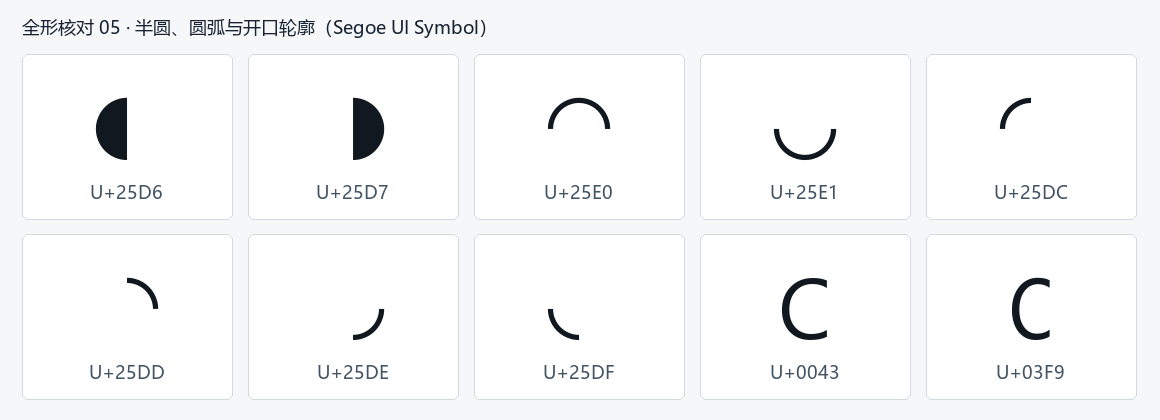 全形核对 05 · 半圆、圆弧与开口轮廓（Segoe UI Symbol）
◖ ◗ ◠ ◡ ◜
U+25D6 U+25D7 U+25E0 U+25E1 U+25DC
◝ ◞ ◟ C Ϲ
U+25DD U+25DE U+25DF U+0043 U+03F9